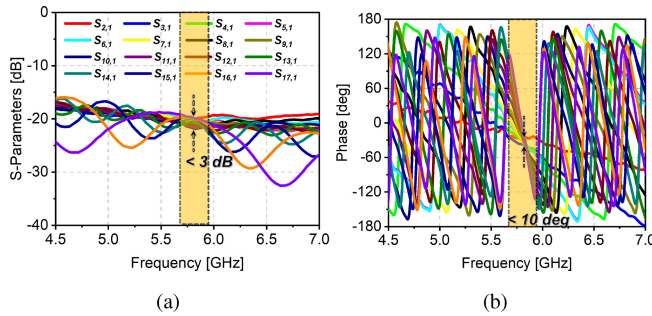 0
-10
-20
-30
-40
S-Parameters [dB]
S2,1 S3,1 S4,1 S5,1
S6,1 S7,1 S8,1 S9,1
S10,1 S11,1 S12,1 S13,1
S14,1 S15,1 S16,1 S17,1
< 3 dB
4.5 5.0 5.5 6.0 6.5 7.0
Frequency [GHz]
(a)
180
120
60
0
-60
-120
-180
Phase [deg]
< 10 deg
4.5 5.0 5.5 6.0 6.5 7.0
Frequency [GHz]
(b)